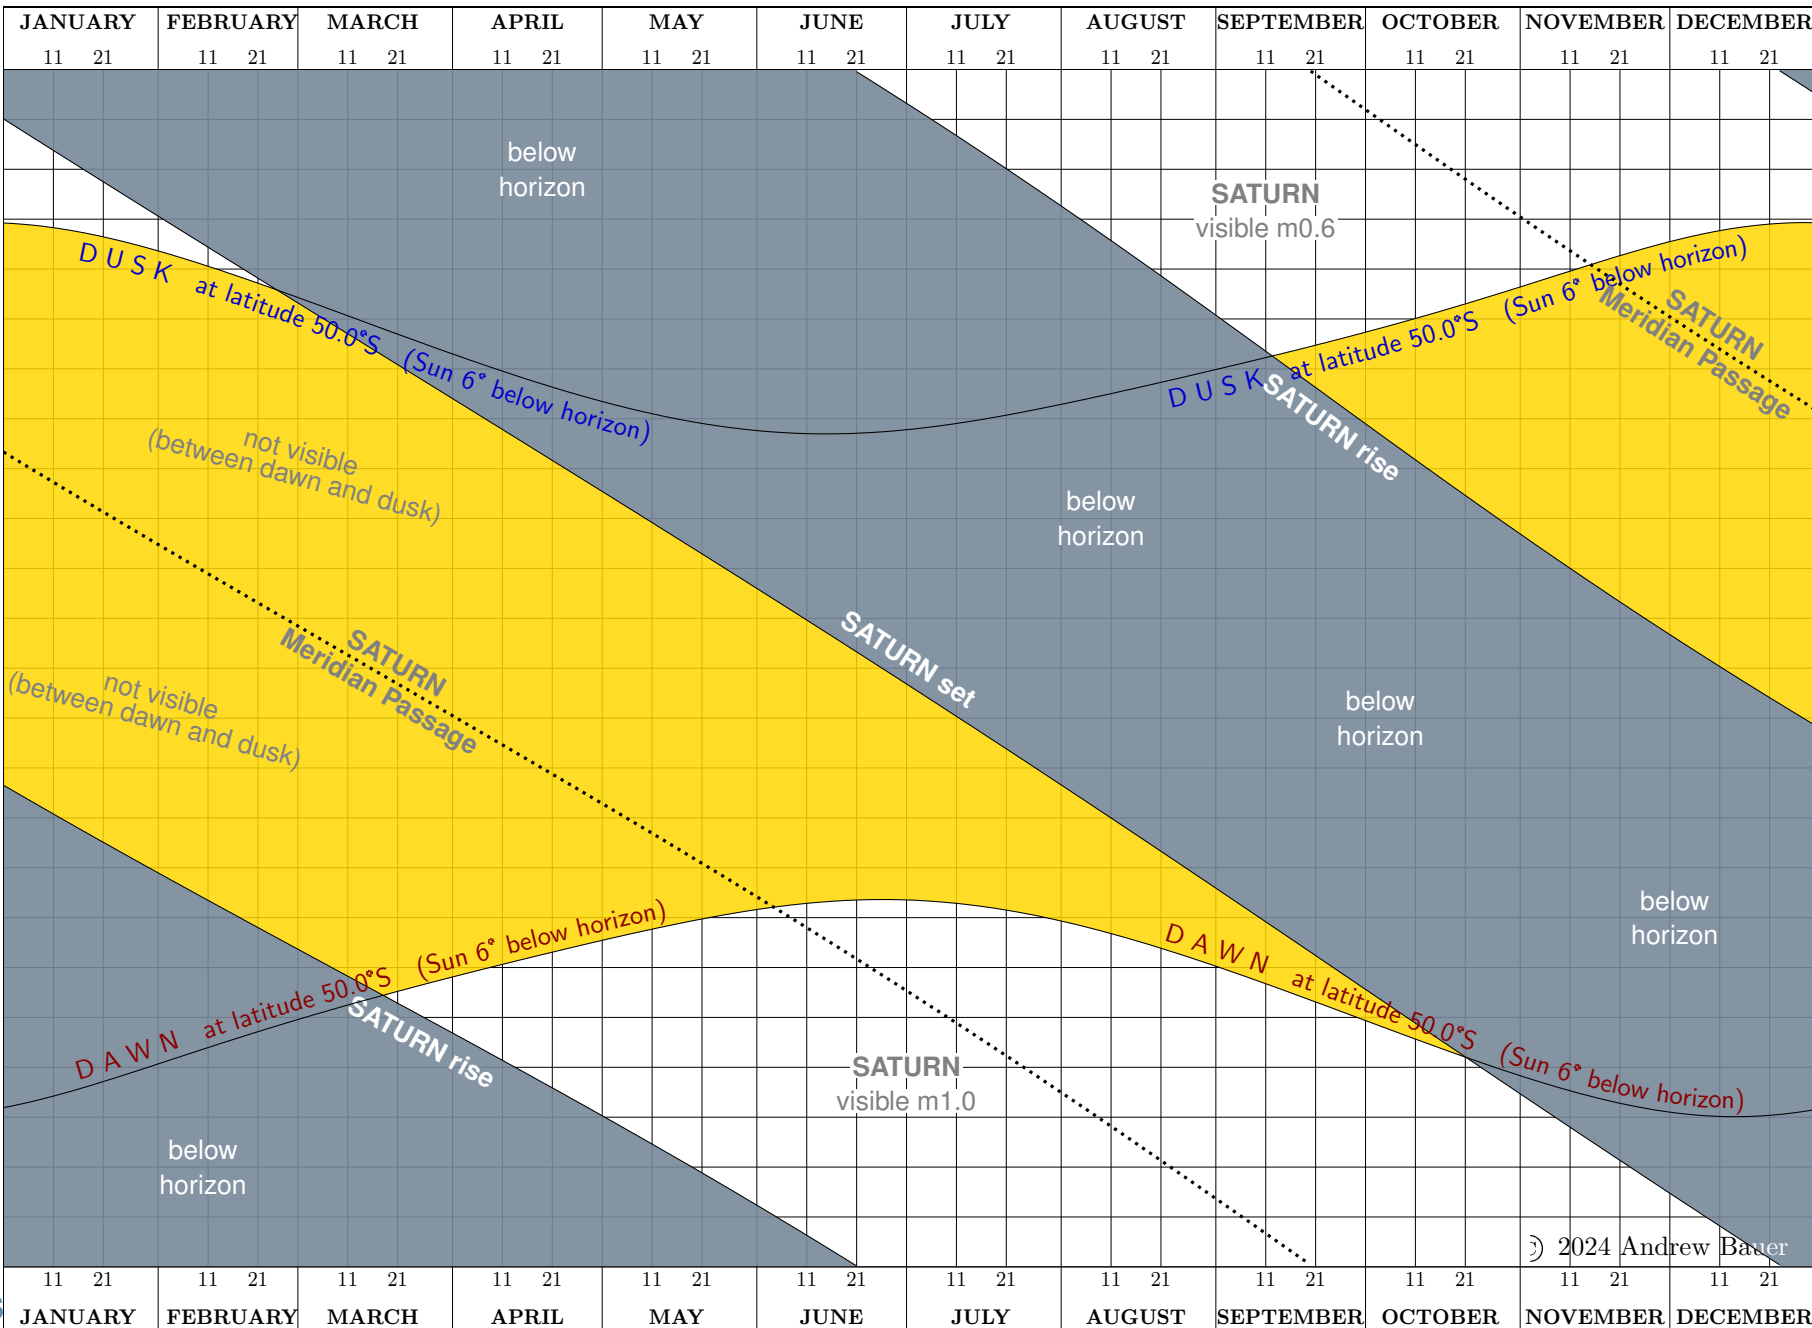 JANUARY FEBRUARY MARCH APRIL MAY JUNE JULY AUGUST SEPTEMBER OCTOBER NOVEMBER DECEMBER
11 21 11 21 11 21 11 21 11 21 11 21 11 21 11 21 11 21 11 21 11 21 11 21
below
horizon
SATURN
visible m0.6
DUSK at latitude 50.0°S (Sun 6° below horizon)
DUSK at latitude 50.0°S (Sun 6° below horizon)
SATURN
Meridian Passage
SATURN rise
not visible
(between dawn and dusk)
below
horizon
SATURN set
SATURN
Meridian Passage
not visible
(between dawn and dusk)
below
horizon
below
horizon
DAWN at latitude 50.0°S (Sun 6° below horizon)
DAWN at latitude 50.0°S (Sun 6° below horizon)
SATURN rise
SATURN
visible m1.0
below
horizon
© 2024 Andrew Bauer
11 21 11 21 11 21 11 21 11 21 11 21 11 21 11 21 11 21 11 21 11 21 11 21
JANUARY FEBRUARY MARCH APRIL MAY JUNE JULY AUGUST SEPTEMBER OCTOBER NOVEMBER DECEMBER